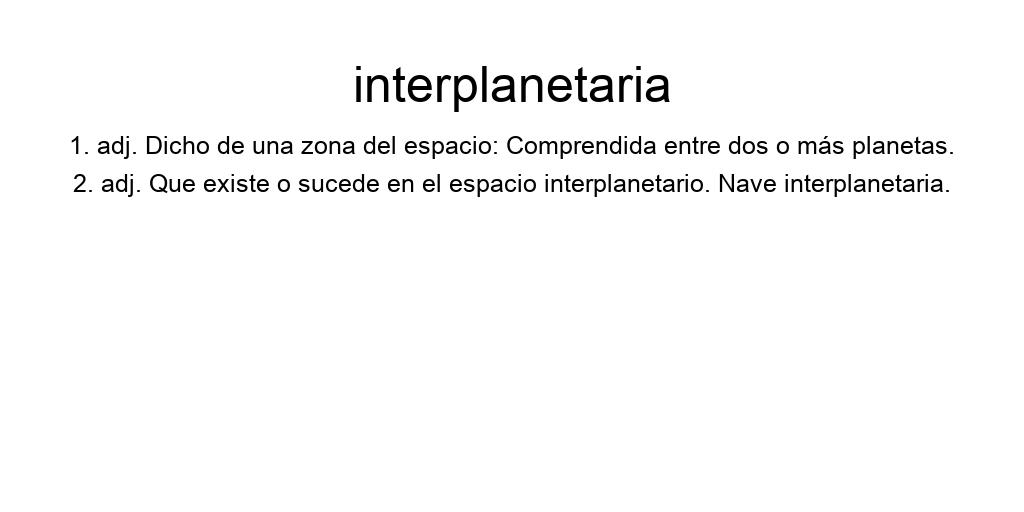 interplanetaria
1. adj. Dicho de una zona del espacio: Comprendida entre dos o más planetas.
2. adj. Que existe o sucede en el espacio interplanetario. Nave interplanetaria.